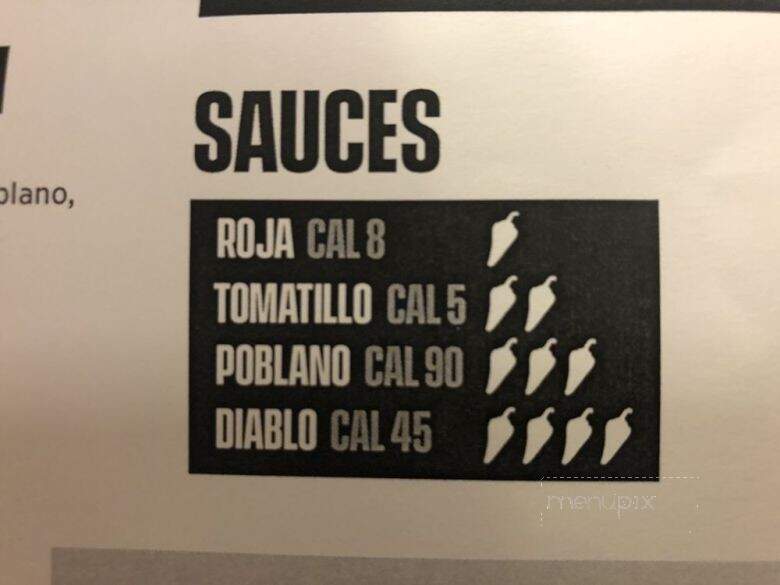 SAUCES
plano,
ROJA CAL 8
TOMATILLO CAL 5
POBLANO CAL 90
DIABLO CAL 45
menupix